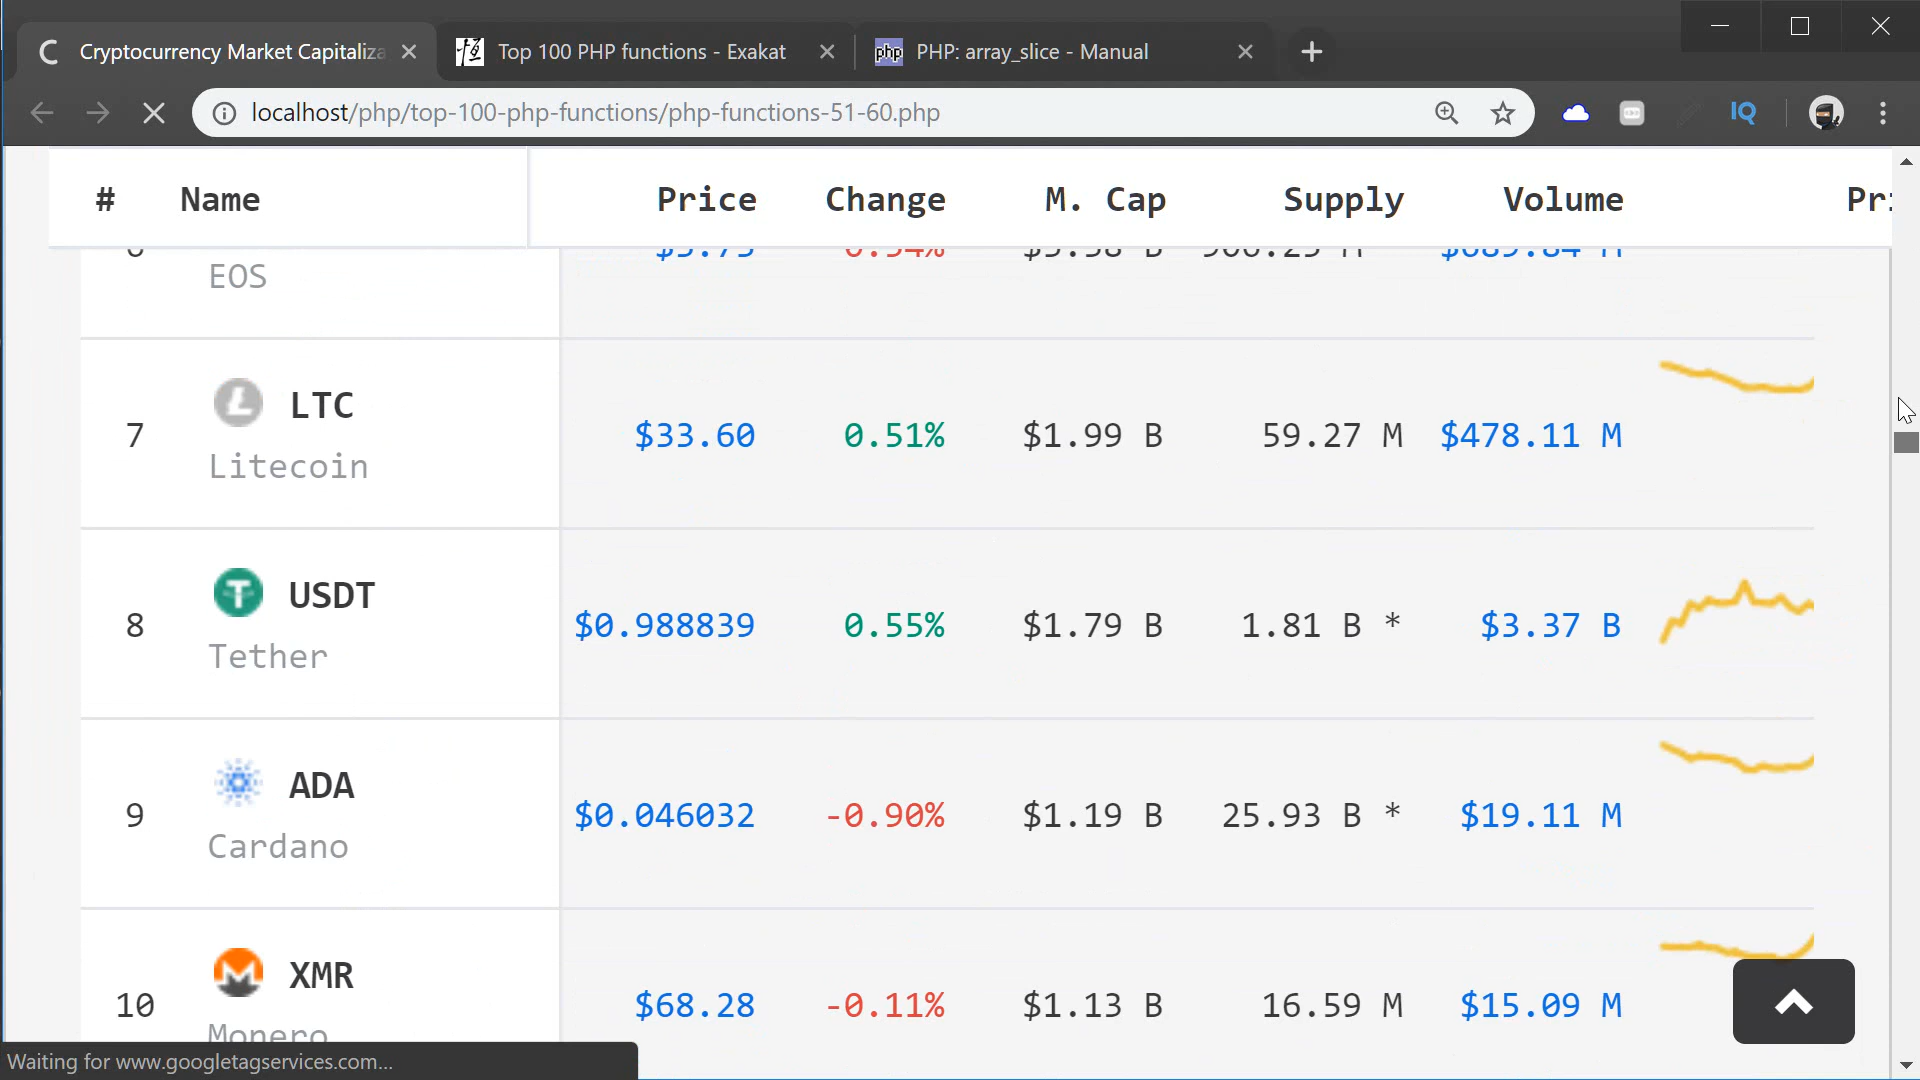 Cryptocurrency Market Capitaliza
Top 100 PHP functions - Exakat
php PHP: array_slice - Manual
localhost/php/top-100-php-functions/php-functions-51-60.php
IQ
# Name Price Change M. Cap Supply Volume Pri
EOS
7 LTC Litecoin $33.60 0.51% $1.99 B 59.27 M $478.11 M
8 USDT Tether $0.988839 0.55% $1.79 B 1.81 B * $3.37 B
9 ADA Cardano $0.046032 -0.90% $1.19 B 25.93 B * $19.11 M
10 XMR Monero $68.28 -0.11% $1.13 B 16.59 M $15.09 M
Waiting for www.googletagservices.com...